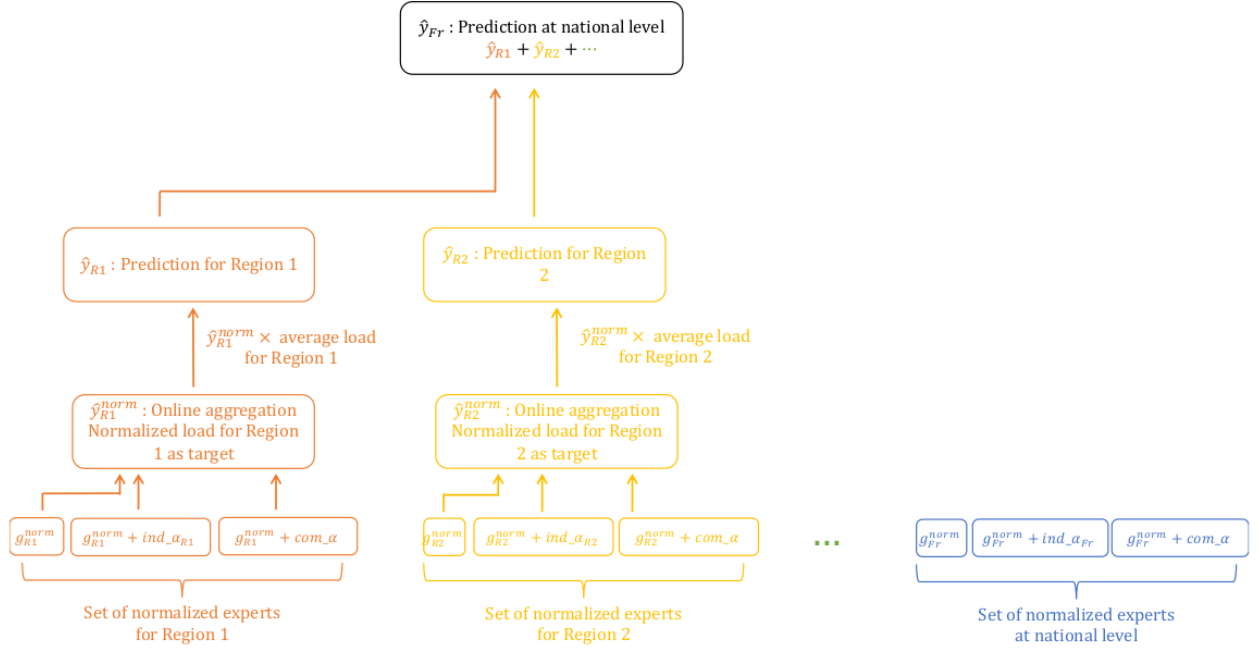 ŷ_Fr : Prediction at national level
ŷ_R1 + ŷ_R2 + ⋯
ŷ_R1 : Prediction for Region 1
ŷ_R2 : Prediction for Region
2
ŷ_R1^norm × average load
for Region 1
ŷ_R2^norm × average load
for Region 2
ŷ_R1^norm : Online aggregation
Normalized load for Region
1 as target
ŷ_R2^norm : Online aggregation
Normalized load for Region
2 as target
g_R1^norm
g_R1^norm + ind_α_R1
g_R1^norm + com_α
g_R2^norm
g_R2^norm + ind_α_R2
g_R2^norm + com_α
...
g_Fr^norm
g_Fr^norm + ind_α_Fr
g_Fr^norm + com_α
Set of normalized experts
for Region 1
Set of normalized experts
for Region 2
Set of normalized experts
at national level